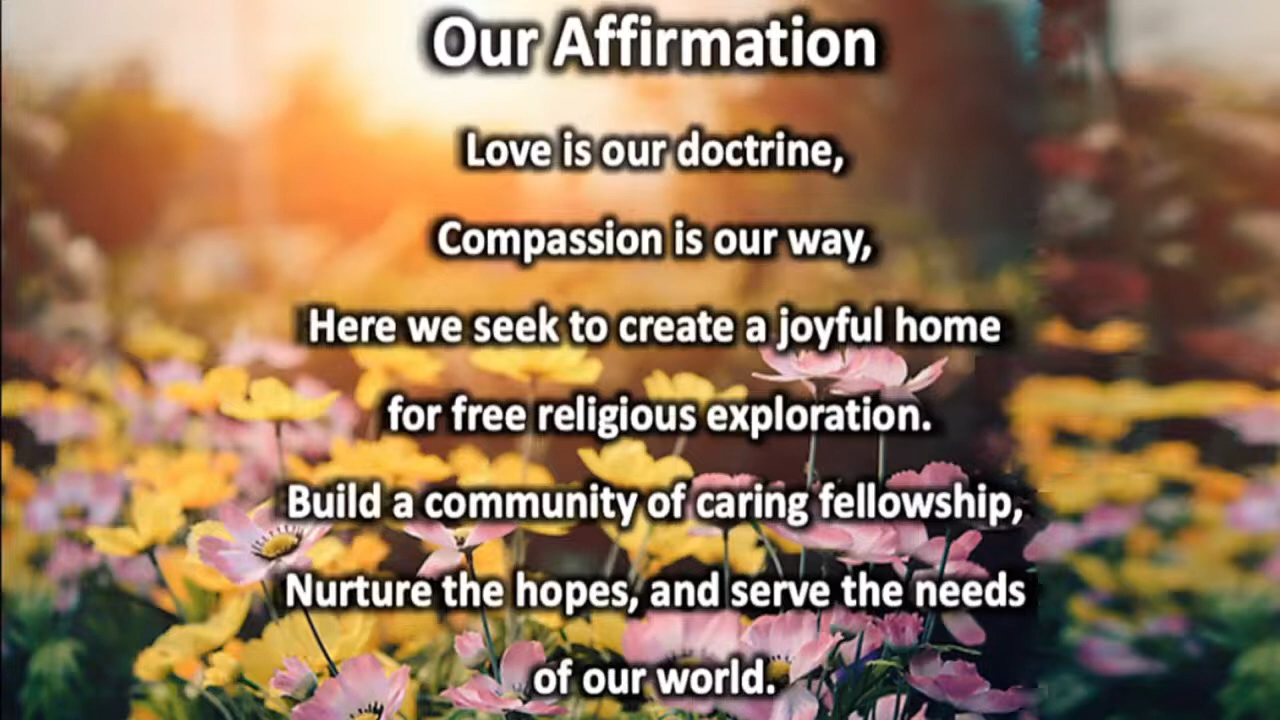 Our Affirmation
Love is our doctrine,
Compassion is our way,
Here we seek to create a joyful home
for free religious exploration.
Build a community of caring fellowship,
Nurture the hopes, and serve the needs
of our world.